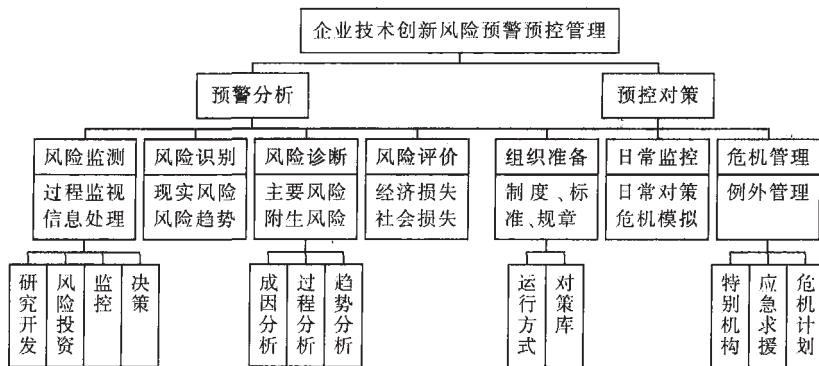 企业技术创新风险预警预控管理
预警分析
预控对策
风险监测
过程监视
信息处理
风险识别
现实风险
风险趋势
风险诊断
主要风险
附生风险
风险评价
经济损失
社会损失
组织准备
制度、标
准、规章
日常监控
日常对策
危机模拟
危机管理
例外管理
研究开发
风险投资
监控
决策
成因分析
过程分析
趋势分析
运行方式
对策库
特别机构
应急求援
危机计划